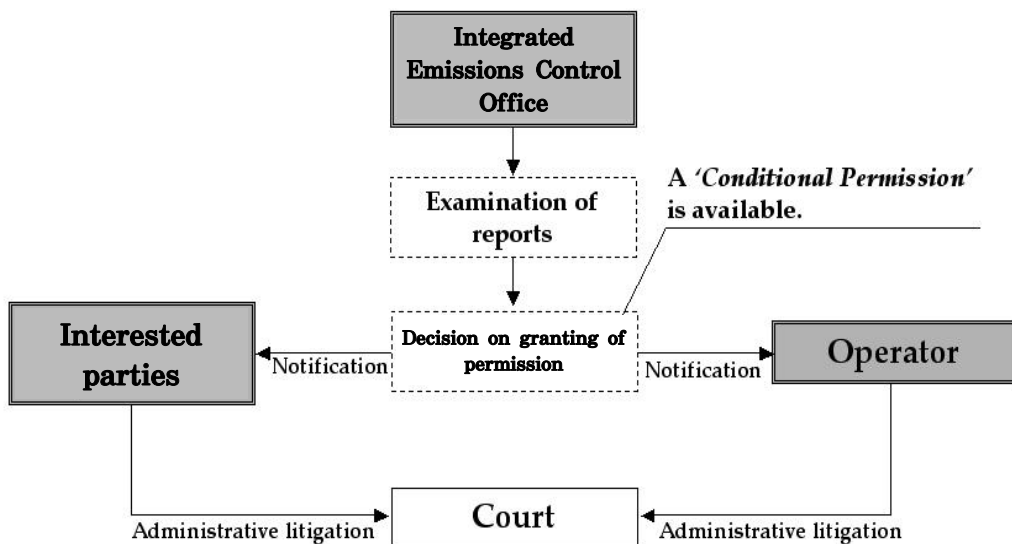 Integrated
Emissions Control
Office
Examination of
reports
A 'Conditional Permission'
is available.
Interested
parties
Notification
Decision on granting of
permission
Notification
Operator
Administrative litigation
Court
Administrative litigation